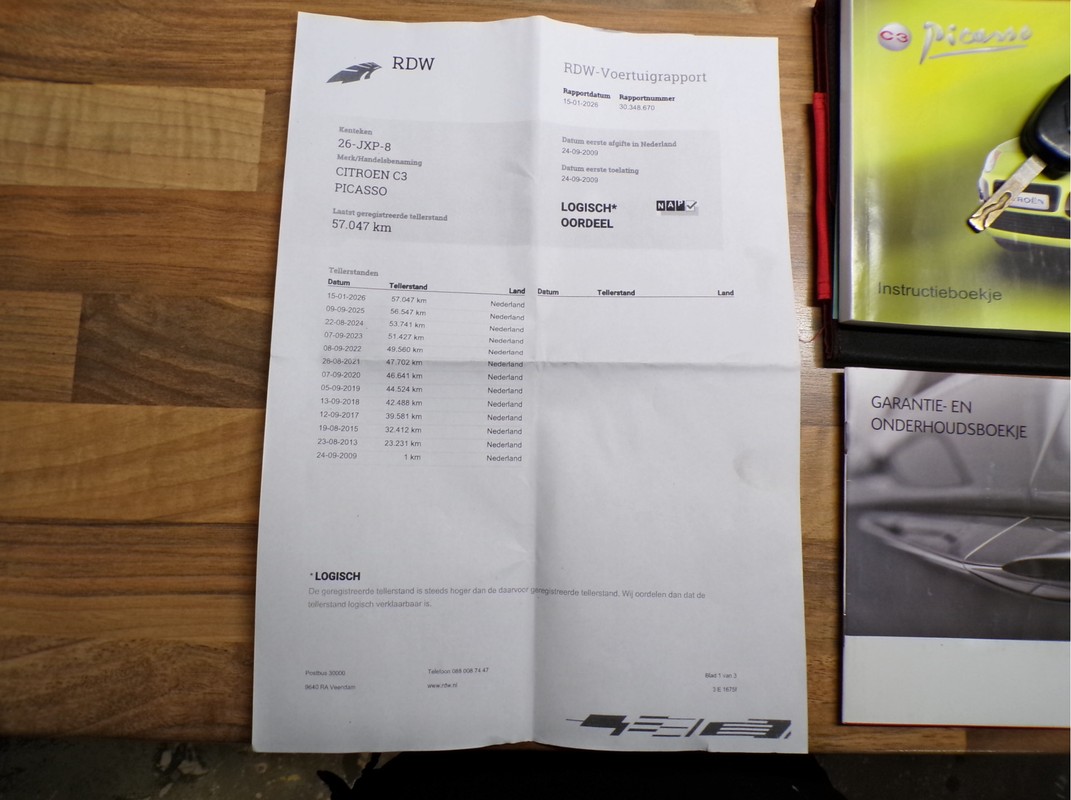 RDW
RDW-Voertuigrapport
Rapportdatum Rapportnummer
15-01-2026 30.348.670
Kenteken
26-JXP-8
Merk/Handelsbenaming
CITROEN C3
PICASSO
Laatst geregistreerde tellerstand
57.047 km
Datum eerste afgifte in Nederland
24-09-2009
Datum eerste toelating
24-09-2009
LOGISCH*
OORDEEL
NAP
Tellerstanden
Datum Tellerstand Land Datum Tellerstand Land
15-01-2026 57.047 km Nederland
09-09-2025 56.547 km Nederland
22-08-2024 53.741 km Nederland
07-09-2023 51.427 km Nederland
08-09-2022 49.560 km Nederland
26-08-2021 47.702 km Nederland
07-09-2020 46.641 km Nederland
05-09-2019 44.524 km Nederland
13-09-2018 42.488 km Nederland
12-09-2017 39.581 km Nederland
19-08-2015 32.412 km Nederland
23-08-2013 23.231 km Nederland
24-09-2009 1 km Nederland
* LOGISCH
De geregistreerde tellerstand is steeds hoger dan de daarvoor geregistreerde tellerstand. Wij oordelen dan dat de
tellerstand logisch verklaarbaar is.
Postbus 30000
9640 RA Veendam
Telefoon 088 008 74 47
www.rdw.nl
Blad 1 van 3
C3 Picasso
CITROËN
Instructieboekje
GARANTIE- EN
ONDERHOUDSBOEKJE